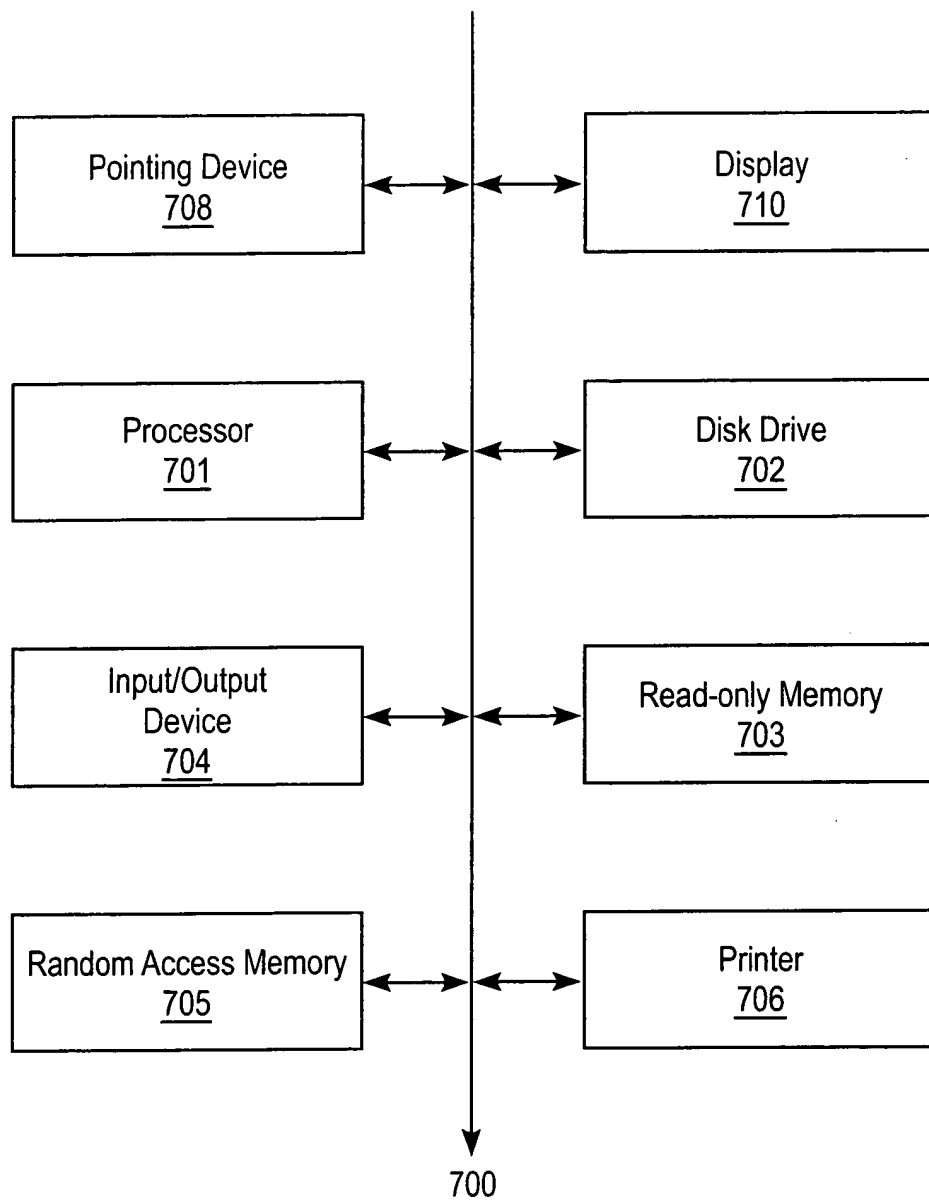 Pointing Device
708
Display
710
Processor
701
Disk Drive
702
Input/Output
Device
704
Read-only Memory
703
Random Access Memory
705
Printer
706
700